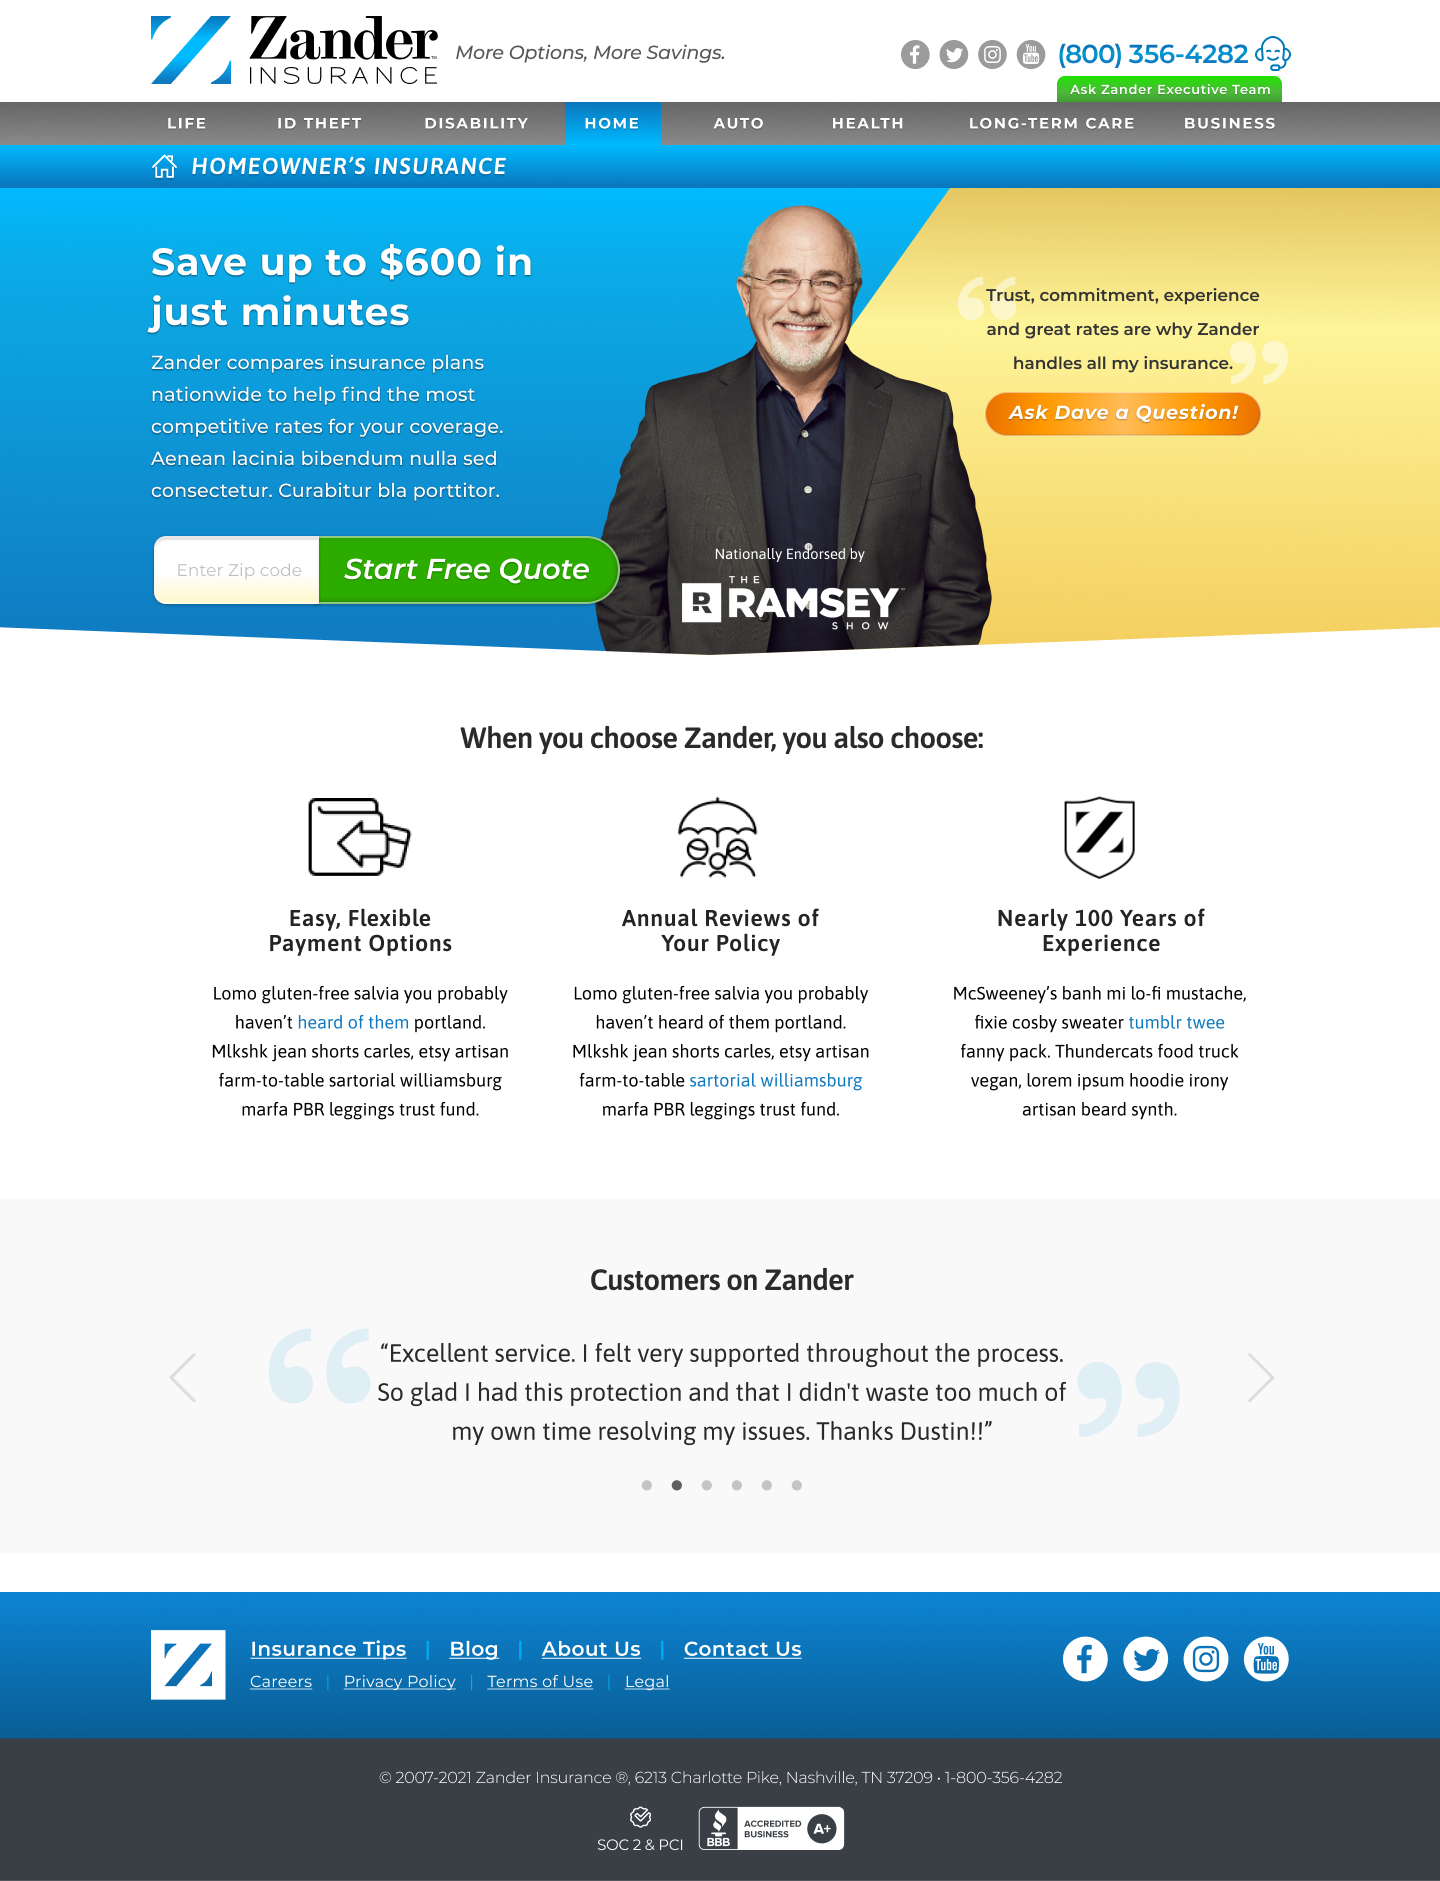 Zander
INSURANCE
More Options, More Savings.
You
Tube
(800) 356-4282
Ask Zander Executive Team
LIFE
ID THEFT
DISABILITY
HOME
AUTO
HEALTH
LONG-TERM CARE
BUSINESS
HOMEOWNER’S INSURANCE
Save up to $600 in
just minutes
Zander compares insurance plans
nationwide to help find the most
competitive rates for your coverage.
Aenean lacinia bibendum nulla sed
consectetur. Curabitur bla porttitor.
Enter Zip code
Start Free Quote
“Trust, commitment, experience
and great rates are why Zander
handles all my insurance.”
Ask Dave a Question!
Nationally Endorsed by
THE
R RAMSEY
SHOW
When you choose Zander, you also choose:
Easy, Flexible
Payment Options
Lomo gluten-free salvia you probably
haven’t heard of them portland.
Mlkshk jean shorts carles, etsy artisan
farm-to-table sartorial williamsburg
marfa PBR leggings trust fund.
Annual Reviews of
Your Policy
Lomo gluten-free salvia you probably
haven’t heard of them portland.
Mlkshk jean shorts carles, etsy artisan
farm-to-table sartorial williamsburg
marfa PBR leggings trust fund.
Nearly 100 Years of
Experience
McSweeney’s banh mi lo-fi mustache,
fixie cosby sweater tumblr twee
fanny pack. Thundercats food truck
vegan, lorem ipsum hoodie irony
artisan beard synth.
Customers on Zander
“Excellent service. I felt very supported throughout the process.
So glad I had this protection and that I didn't waste too much of
my own time resolving my issues. Thanks Dustin!!”
Insurance Tips | Blog | About Us | Contact Us
Careers | Privacy Policy | Terms of Use | Legal
You
Tube
© 2007-2021 Zander Insurance ®, 6213 Charlotte Pike, Nashville, TN 37209 • 1-800-356-4282
SOC 2 & PCI
BBB
ACCREDITED
BUSINESS
A+